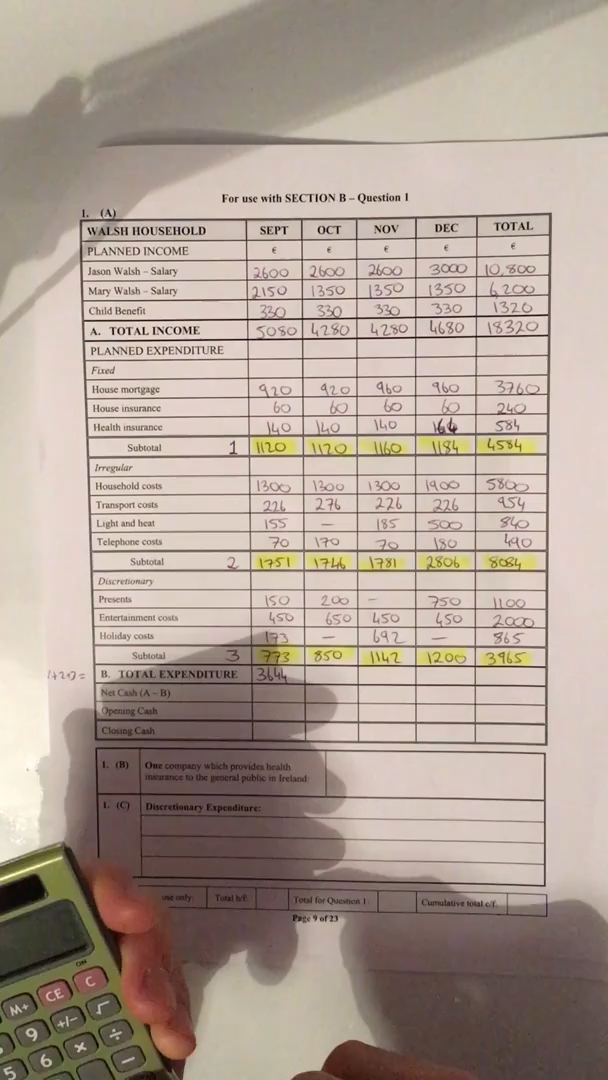 For use with SECTION B – Question 1
1. (A)
WALSH HOUSEHOLD SEPT OCT NOV DEC TOTAL
PLANNED INCOME € € € € €
Jason Walsh – Salary 2600 2600 2600 3000 10,800
Mary Walsh – Salary 2150 1350 1350 1350 6200
Child Benefit 330 330 330 330 1320
A. TOTAL INCOME 5080 4280 4280 4680 18320
PLANNED EXPENDITURE
Fixed
House mortgage 920 920 960 960 3760
House insurance 60 60 60 60 240
Health insurance 140 140 140 164 584
Subtotal 1 1120 1120 1160 1184 4584
Irregular
Household costs 1300 1300 1300 1900 5800
Transport costs 226 276 226 226 954
Light and heat 155 – 185 500 840
Telephone costs 70 170 70 180 490
Subtotal 2 1751 1746 1781 2806 8084
Discretionary
Presents 150 200 – 750 1100
Entertainment costs 450 650 450 450 2000
Holiday costs 173 – 692 – 865
Subtotal 3 773 850 1142 1200 3965
B. TOTAL EXPENDITURE 3644
Net Cash (A – B)
Opening Cash
Closing Cash
1. (B) One company which provides health
insurance to the general public in Ireland:
1. (C) Discretionary Expenditure:
use only: Total b/f: Total for Question 1: Cumulative total c/f:
Page 9 of 23
ON
M+ CE C
9 +/- √
5 6 × ÷
−